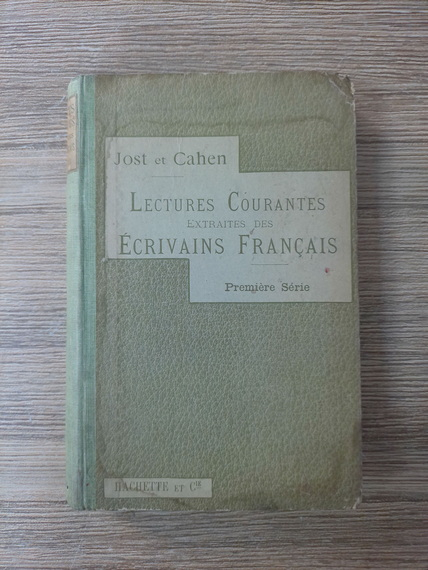 Jost et Cahen
LECTURES COURANTES
EXTRAITES DES
ÉCRIVAINS FRANÇAIS
Première Série
HACHETTE ET Cie